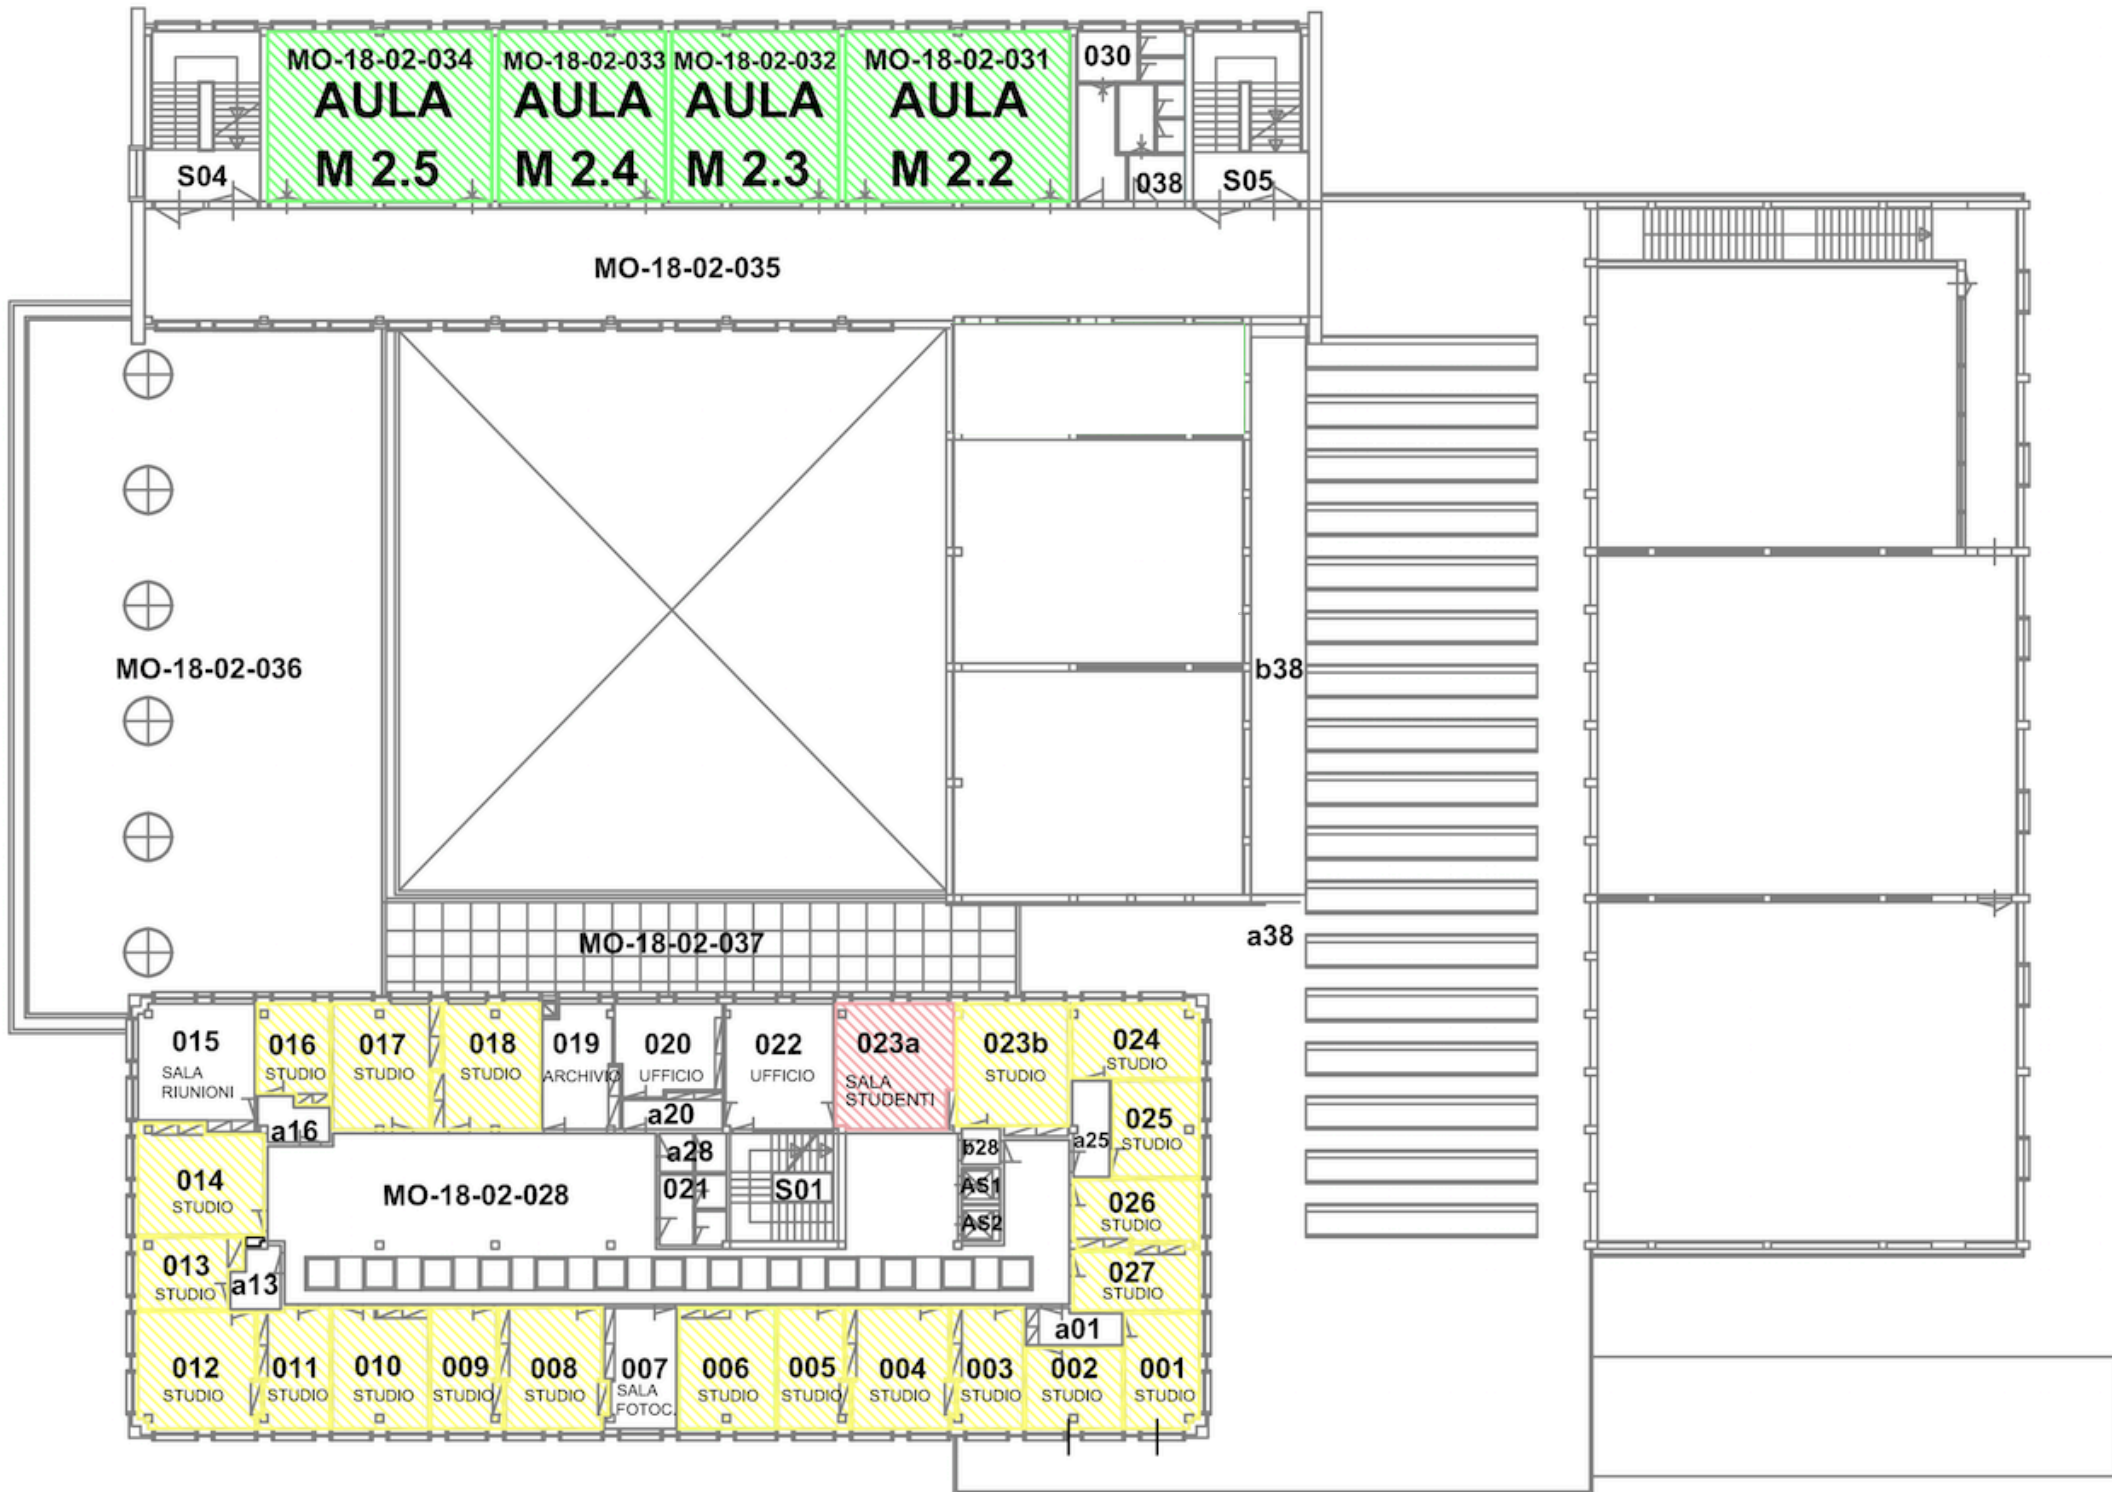 MO-18-02-034
AULA
M 2.5
MO-18-02-033
AULA
M 2.4
MO-18-02-032
AULA
M 2.3
MO-18-02-031
AULA
M 2.2
030
038
S04
S05
MO-18-02-035
MO-18-02-036
b38
a38
MO-18-02-037
015
SALA
RIUNIONI
016
STUDIO
017
STUDIO
018
STUDIO
019
ARCHIVIO
020
UFFICIO
022
UFFICIO
023a
SALA
STUDENTI
023b
STUDIO
024
STUDIO
a16
a20
025
STUDIO
a25
a28
b28
014
STUDIO
MO-18-02-028
021
S01
AS1
AS2
026
STUDIO
013
STUDIO
a13
027
STUDIO
a01
012
STUDIO
011
STUDIO
010
STUDIO
009
STUDIO
008
STUDIO
007
SALA
FOTOC.
006
STUDIO
005
STUDIO
004
STUDIO
003
STUDIO
002
STUDIO
001
STUDIO